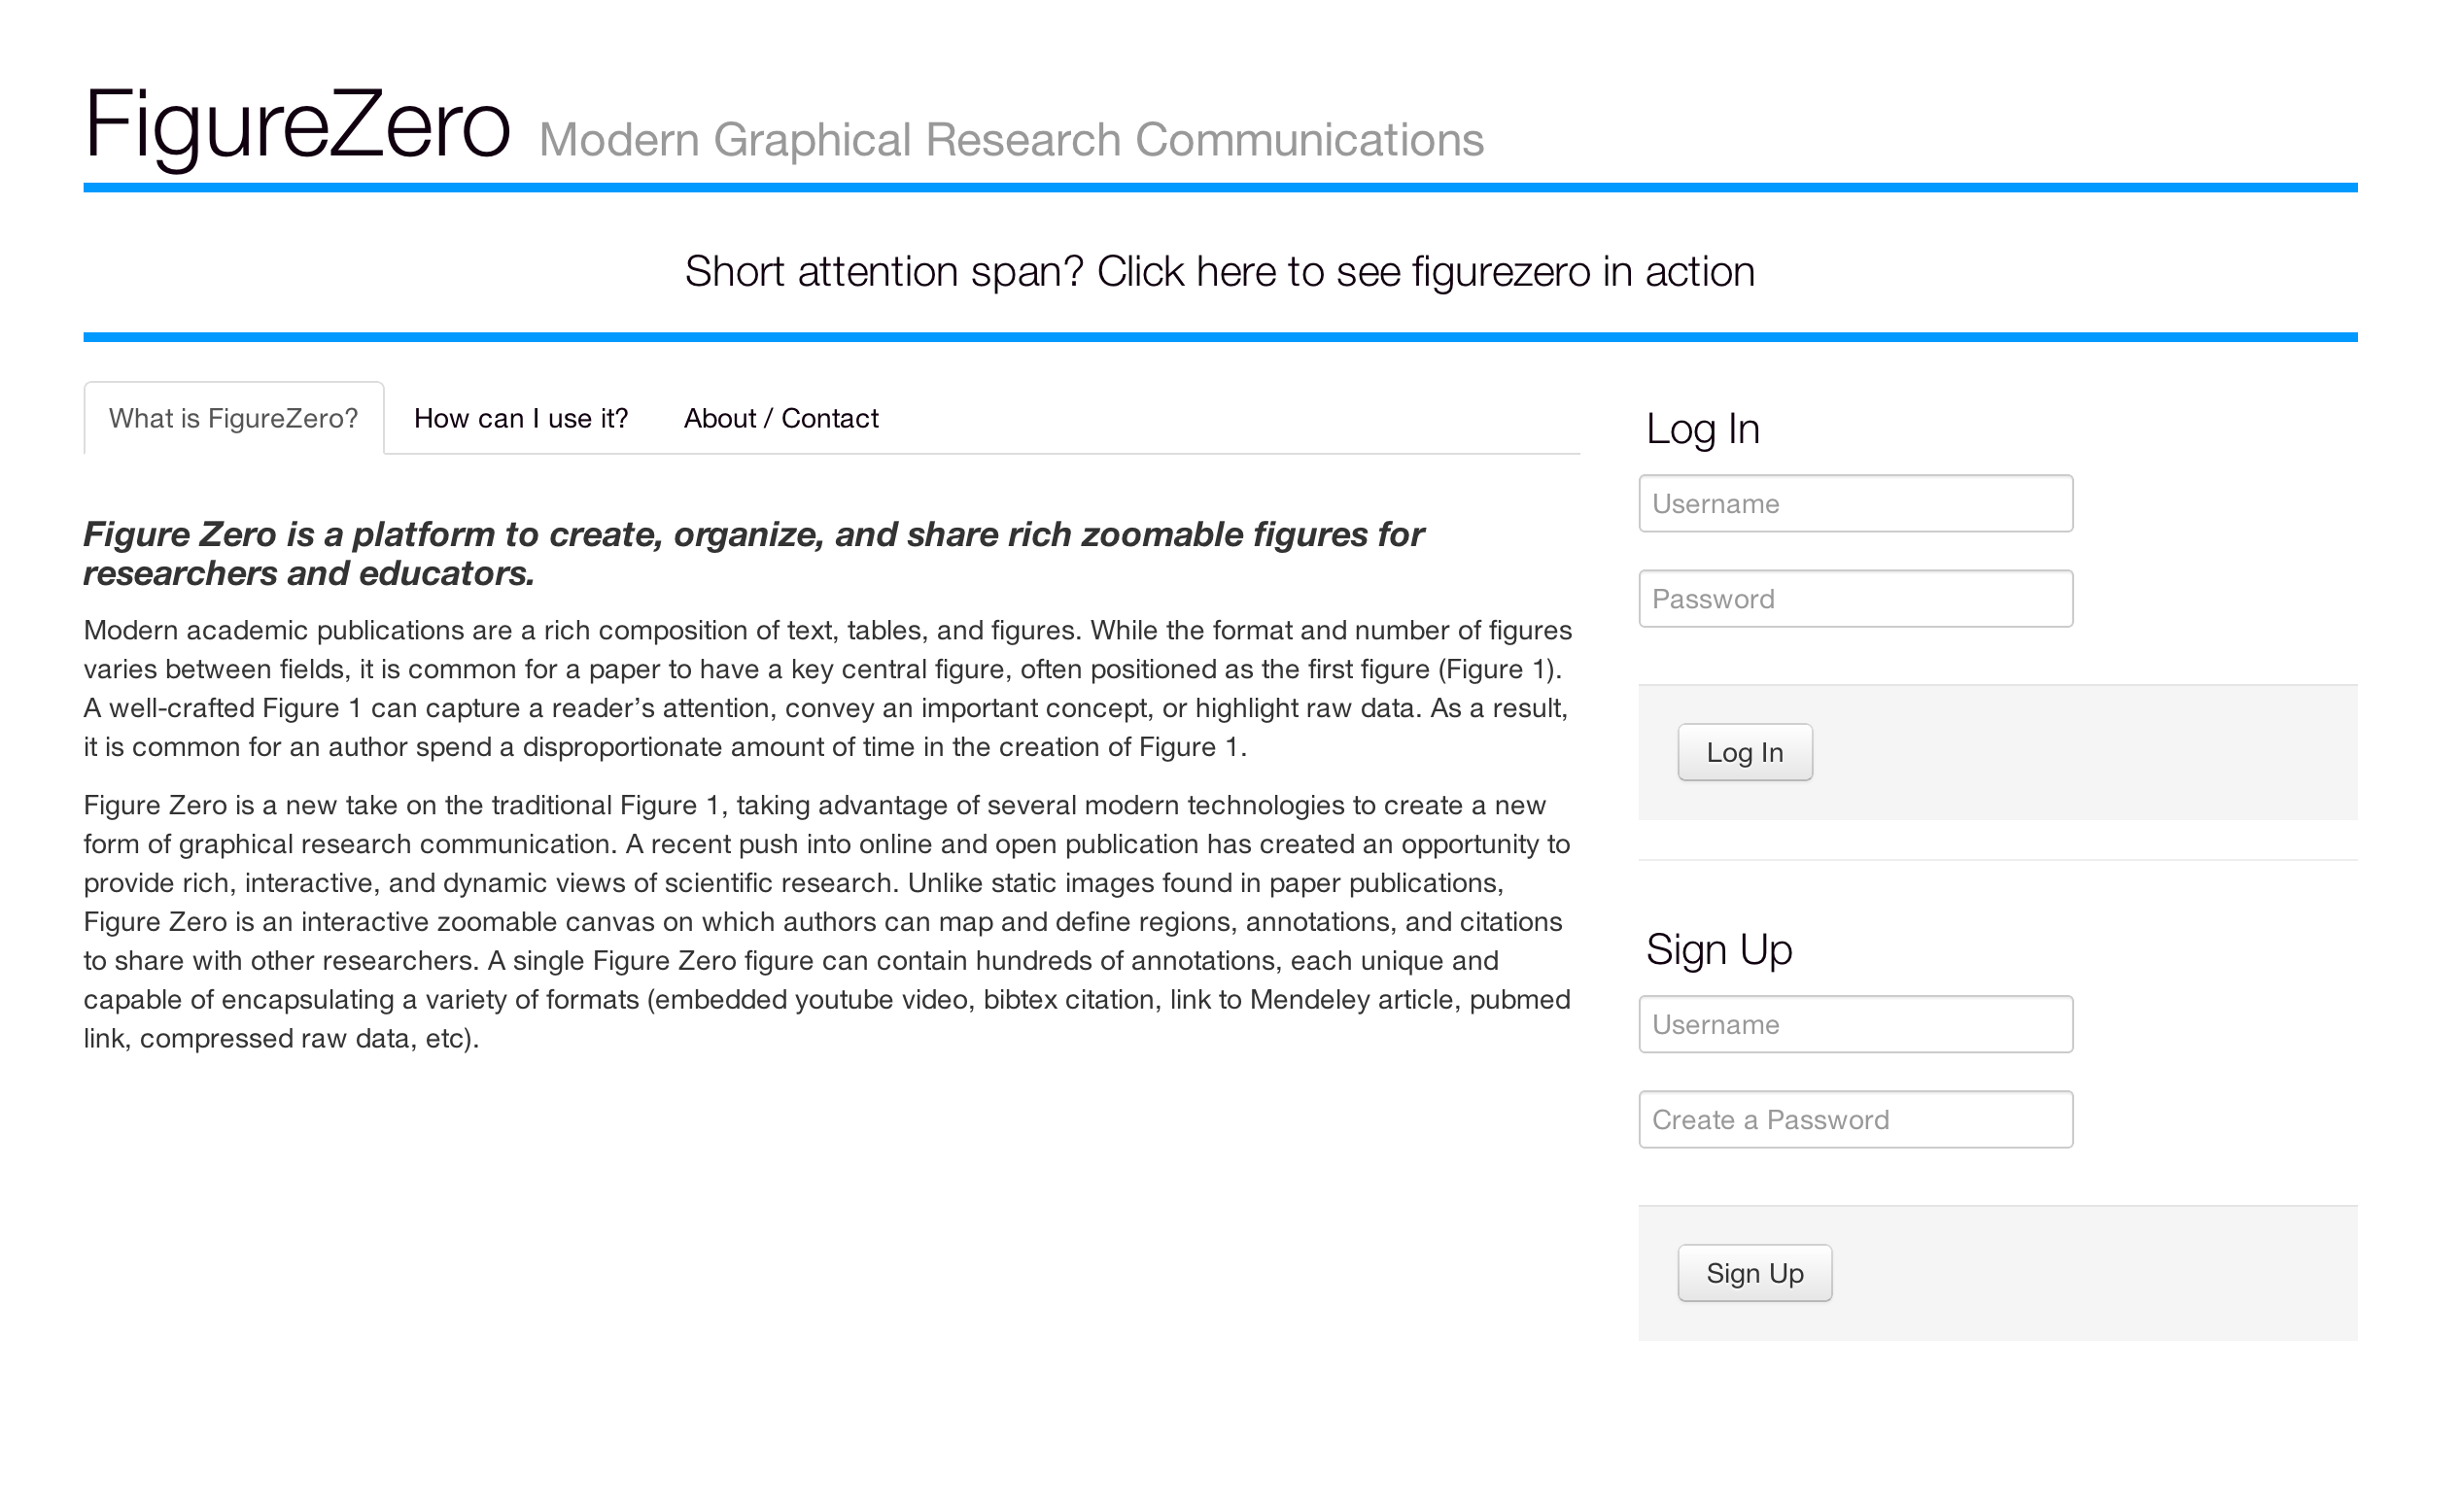 FigureZero Modern Graphical Research Communications
Short attention span? Click here to see figurezero in action
What is FigureZero? How can I use it? About / Contact
Figure Zero is a platform to create, organize, and share rich zoomable figures for
researchers and educators.
Modern academic publications are a rich composition of text, tables, and figures. While the format and number of figures
varies between fields, it is common for a paper to have a key central figure, often positioned as the first figure (Figure 1).
A well-crafted Figure 1 can capture a reader’s attention, convey an important concept, or highlight raw data. As a result,
it is common for an author spend a disproportionate amount of time in the creation of Figure 1.
Figure Zero is a new take on the traditional Figure 1, taking advantage of several modern technologies to create a new
form of graphical research communication. A recent push into online and open publication has created an opportunity to
provide rich, interactive, and dynamic views of scientific research. Unlike static images found in paper publications,
Figure Zero is an interactive zoomable canvas on which authors can map and define regions, annotations, and citations
to share with other researchers. A single Figure Zero figure can contain hundreds of annotations, each unique and
capable of encapsulating a variety of formats (embedded youtube video, bibtex citation, link to Mendeley article, pubmed
link, compressed raw data, etc).
Log In
Username
Password
Log In
Sign Up
Username
Create a Password
Sign Up